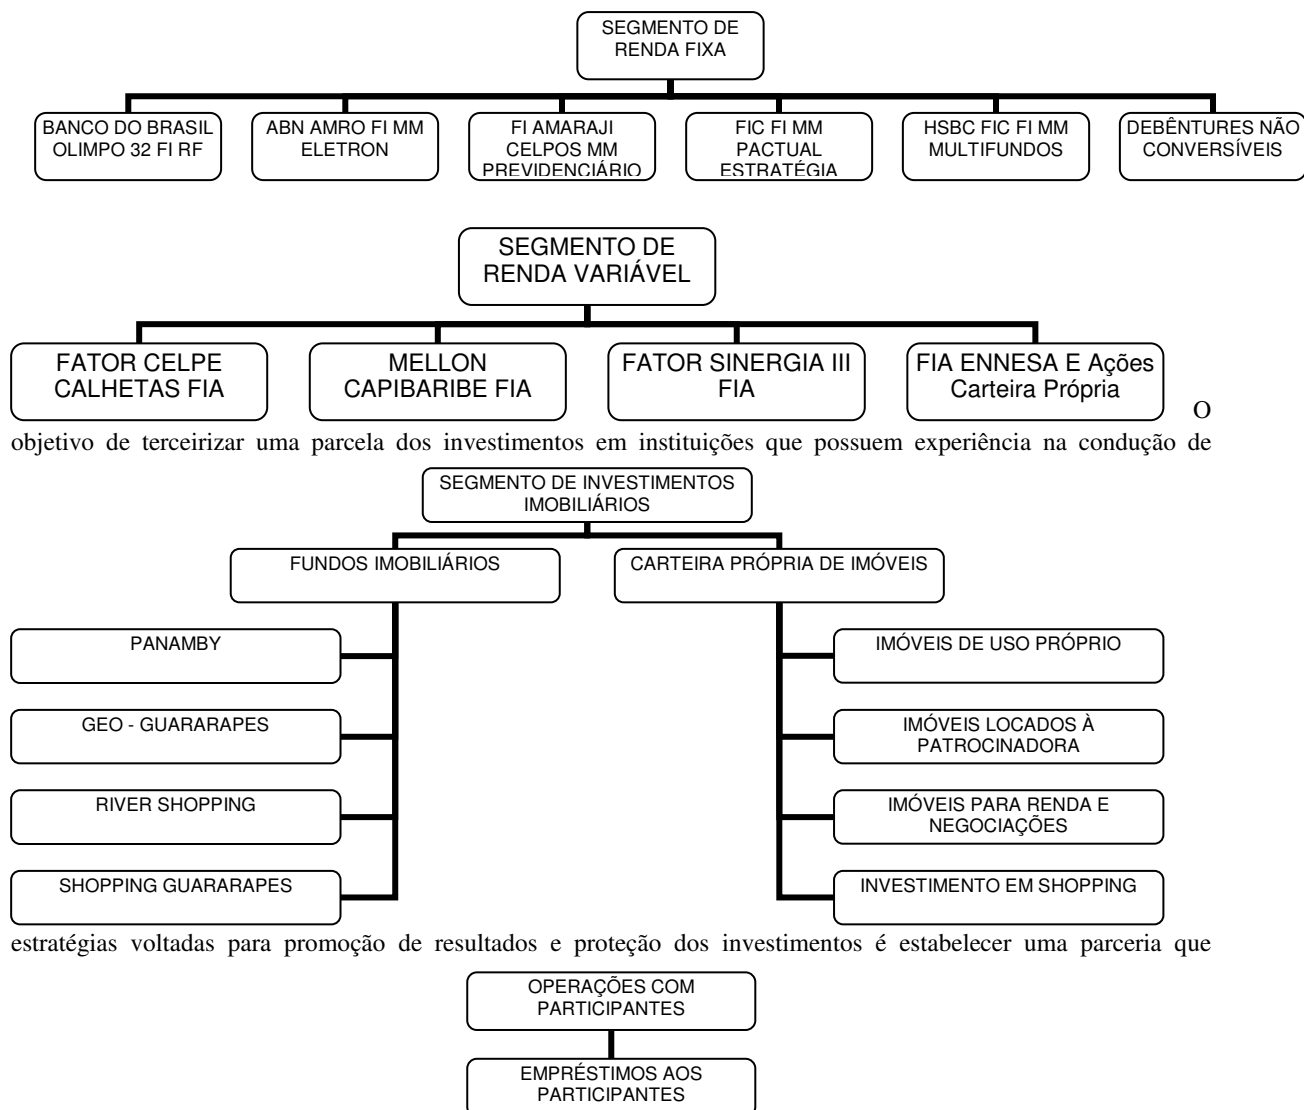 SEGMENTO DE
RENDA FIXA
BANCO DO BRASIL
OLIMPO 32 FI RF
ABN AMRO FI MM
ELETRON
FI AMARAJI
CELPOS MM
PREVIDENCIÁRIO
FIC FI MM
PACTUAL
ESTRATÉGIA
HSBC FIC FI MM
MULTIFUNDOS
DEBÊNTURES NÃO
CONVERSÍVEIS
SEGMENTO DE
RENDA VARIÁVEL
FATOR CELPE
CALHETAS FIA
MELLON
CAPIBARIBE FIA
FATOR SINERGIA III
FIA
FIA ENNESA E Ações
Carteira Própria
O
objetivo de terceirizar uma parcela dos investimentos em instituições que possuem experiência na condução de
SEGMENTO DE INVESTIMENTOS
IMOBILIÁRIOS
FUNDOS IMOBILIÁRIOS
CARTEIRA PRÓPRIA DE IMÓVEIS
PANAMBY
IMÓVEIS DE USO PRÓPRIO
GEO - GUARARAPES
IMÓVEIS LOCADOS À
PATROCINADORA
RIVER SHOPPING
IMÓVEIS PARA RENDA E
NEGOCIAÇÕES
SHOPPING GUARARAPES
INVESTIMENTO EM SHOPPING
estratégias voltadas para promoção de resultados e proteção dos investimentos é estabelecer uma parceria que
OPERAÇÕES COM
PARTICIPANTES
EMPRÉSTIMOS AOS
PARTICIPANTES